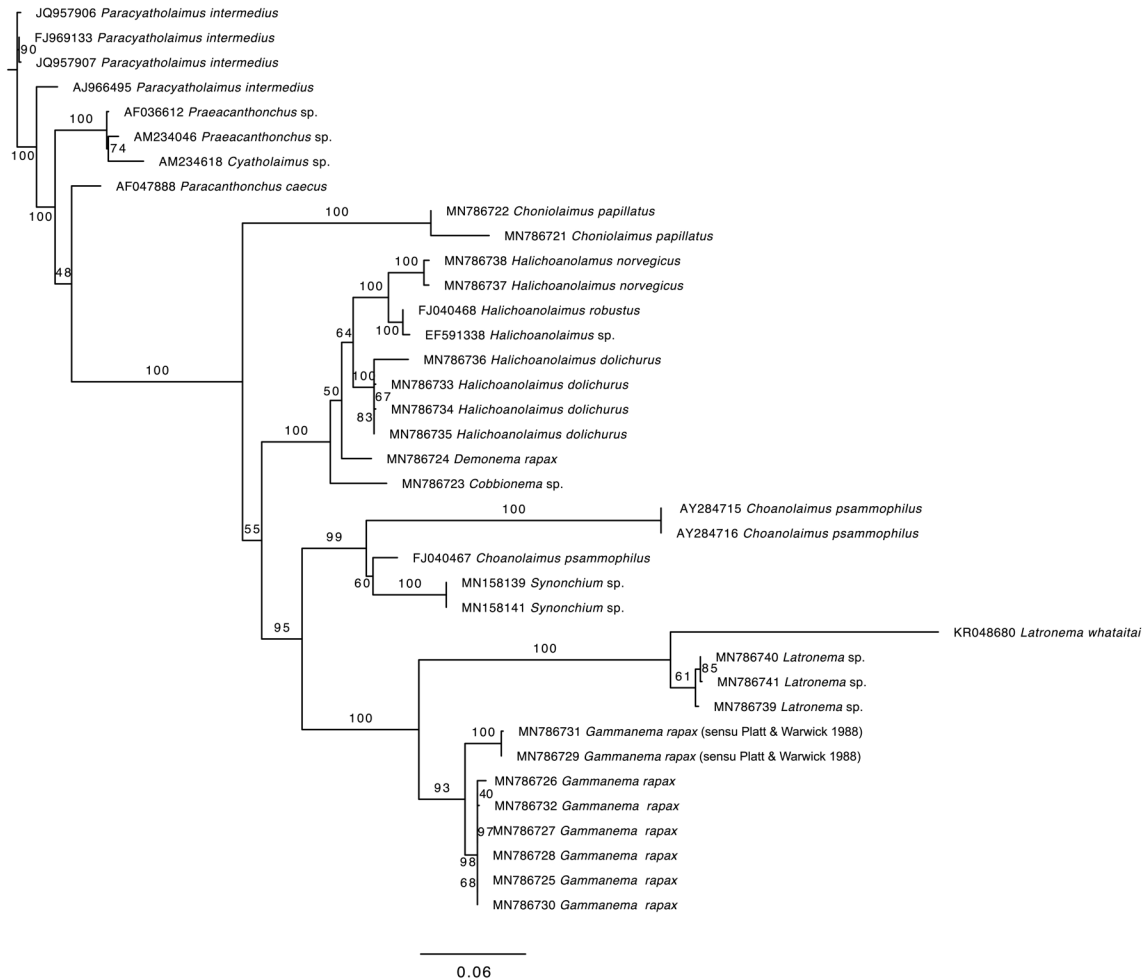 JQ957906 Paracyatholaimus intermedius
FJ969133 Paracyatholaimus intermedius
90
JQ957907 Paracyatholaimus intermedius
AJ966495 Paracyatholaimus intermedius
AF036612 Praeacanthonchus sp.
100
AM234046 Praeacanthonchus sp.
74
100
AM234618 Cyatholaimus sp.
AF047888 Paracanthonchus caecus
100
MN786722 Choniolaimus papillatus
100
MN786721 Choniolaimus papillatus
MN786738 Halichoanolamus norvegicus
100
48
MN786737 Halichoanolamus norvegicus
100
FJ040468 Halichoanolaimus robustus
100
EF591338 Halichoanolaimus sp.
64
MN786736 Halichoanolaimus dolichurus
100
100
MN786733 Halichoanolaimus dolichurus
50
67
MN786734 Halichoanolaimus dolichurus
83
MN786735 Halichoanolaimus dolichurus
100
MN786724 Demonema rapax
MN786723 Cobbionema sp.
AY284715 Choanolaimus psammophilus
100
55
AY284716 Choanolaimus psammophilus
99
FJ040467 Choanolaimus psammophilus
60
100
MN158139 Synonchium sp.
MN158141 Synonchium sp.
95
KR048680 Latronema whataitai
100
MN786740 Latronema sp.
85
61
MN786741 Latronema sp.
MN786739 Latronema sp.
100
100
MN786731 Gammanema rapax (sensu Platt & Warwick 1988)
MN786729 Gammanema rapax (sensu Platt & Warwick 1988)
MN786726 Gammanema rapax
93
40
MN786732 Gammanema rapax
97
MN786727 Gammanema rapax
MN786728 Gammanema rapax
98
68
MN786725 Gammanema rapax
MN786730 Gammanema rapax
0.06